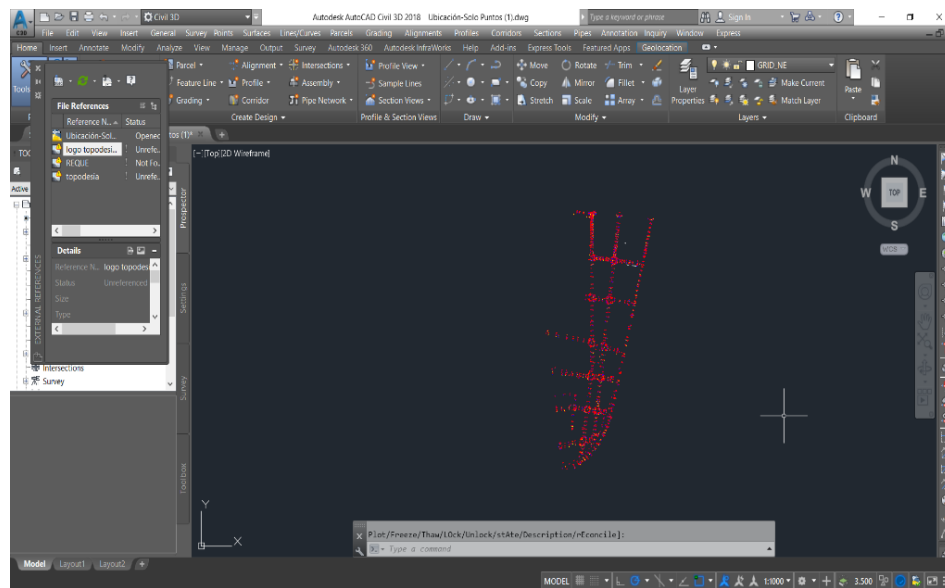 Civil 3D
Autodesk AutoCAD Civil 3D 2018 Ubicación-Solo Puntos (1).dwg
Type a keyword or phrase
Sign In
C3D
File Edit View Insert General Survey Points Surfaces Lines/Curves Parcels Grading Alignments Profiles Corridors Sections Pipes Annotation Inquiry Window Express
Home Insert Annotate Modify Analyze View Manage Output Survey Autodesk 360 Autodesk InfraWorks Help Add-ins Express Tools Featured Apps Geolocation
Parcel Alignment Intersections Profile View Move Rotate Trim GRID_NE
Tools Feature Line Profile Assembly Sample Lines Copy Mirror Fillet Make Current
Layer Properties
Paste
Grading Corridor Pipe Network Section Views Stretch Scale Array Match Layer
Create Design Profile & Section Views Draw Modify Layers Clipboard
File References
Reference N... Status
Ubicación-Sol... Opened
logo topodesi... Unrefe...
REQUE Not Fo...
topodesia Unrefe...
Details
Reference N... logo topodesi
Status Unreferenced
Size
Type
EXTERNAL REFERENCES
Active
Intersections
Survey
Prospector
Settings
Survey
Toolbox
tos (1)*
[-][Top][2D Wireframe]
N
W TOP E
S
WCS
Y
X
Plot/Freeze/Thaw/LOck/Unlock/stAte/Description/rEconcile]:
Type a command
Model Layout1 Layout2 +
MODEL 1:1000 3.500